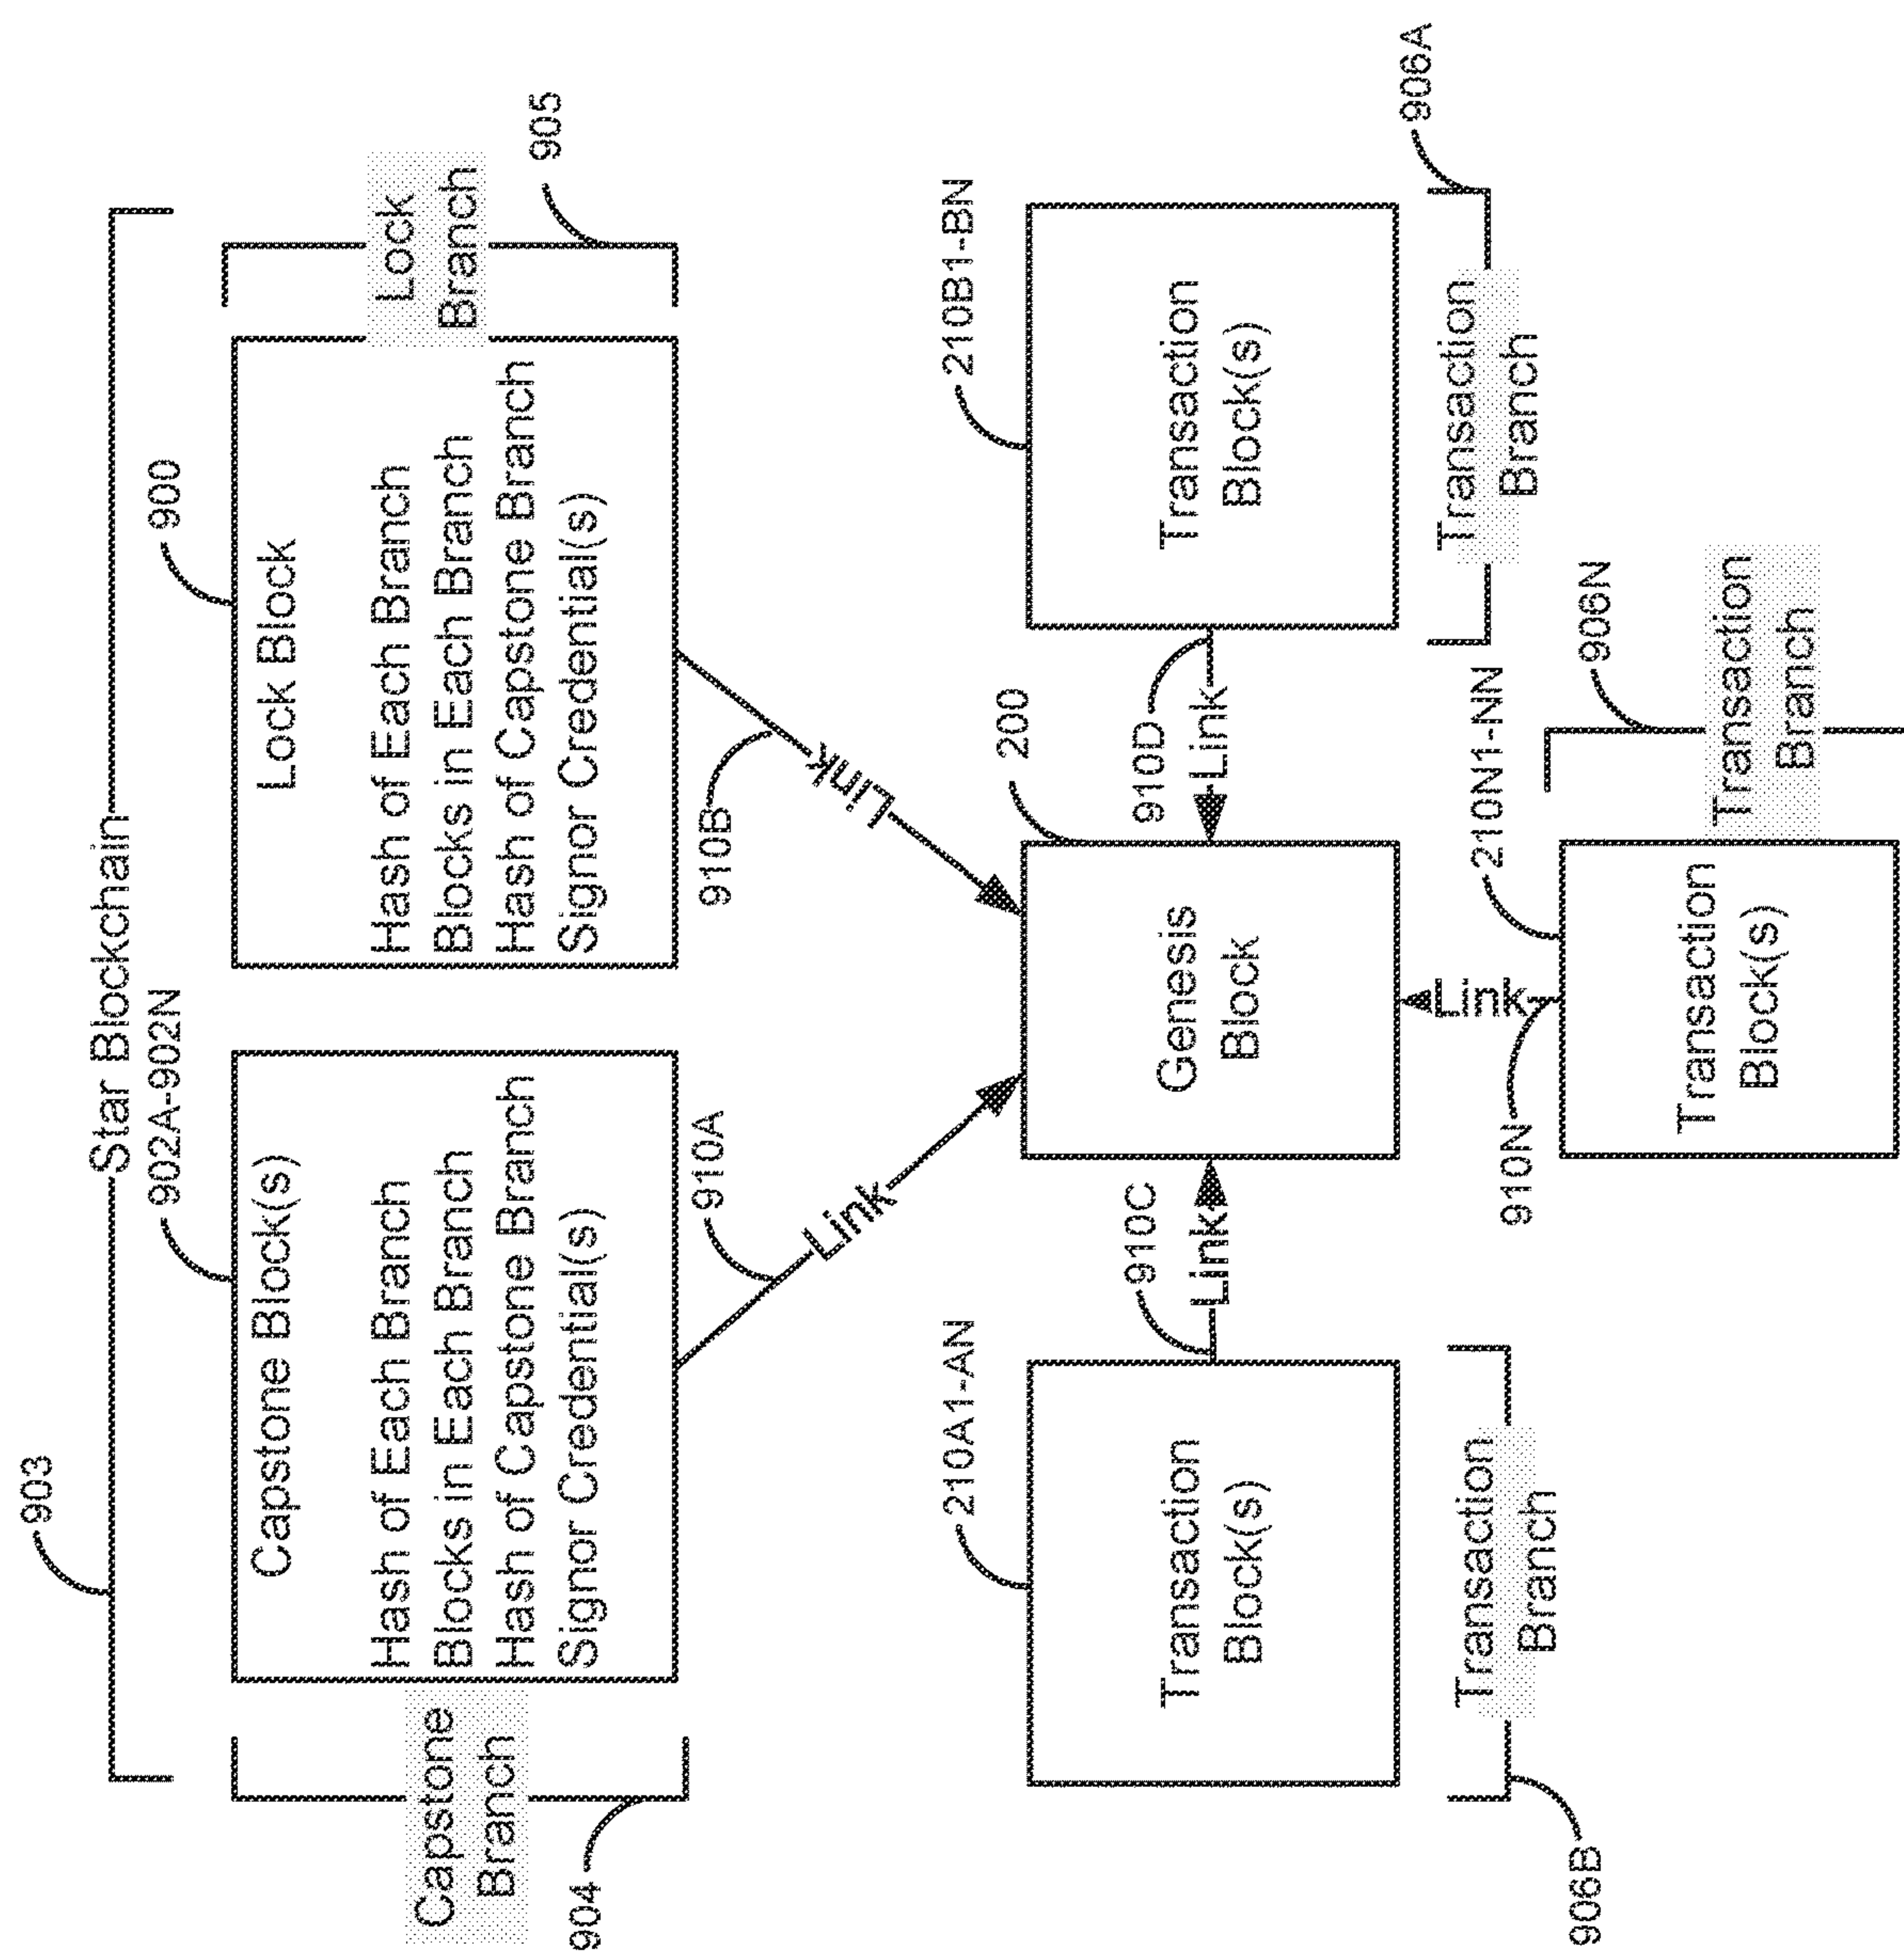 903
Star Blockchain
902A-902N
900
Capstone Block(s)
Hash of Each Branch
Blocks in Each Branch
Hash of Capstone Branch
Signor Credential(s)
Capstone
Branch
904
Lock Block
Hash of Each Branch
Blocks in Each Branch
Hash of Capstone Branch
Signor Credential(s)
Lock
Branch
905
910A
Link
910B
Link
210A1-AN
Transaction
Block(s)
910C
Link
200
Genesis
Block
910D
Link
210B1-BN
Transaction
Block(s)
Transaction
Branch
906B
910N
Link
210N1-NN
Transaction
Block(s)
Transaction
Branch
906N
Transaction
Branch
906A